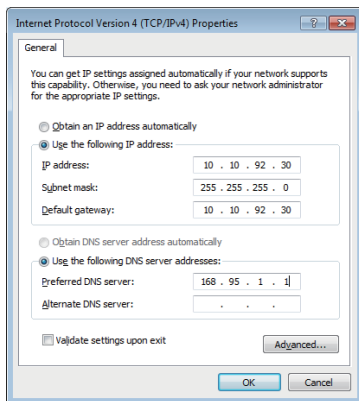 Internet Protocol Version 4 (TCP/IPv4) Properties
General
You can get IP settings assigned automatically if your network supports
this capability. Otherwise, you need to ask your network administrator
for the appropriate IP settings.
Obtain an IP address automatically
Use the following IP address:
IP address: 10 . 10 . 92 . 30
Subnet mask: 255 . 255 . 255 . 0
Default gateway: 10 . 10 . 92 . 30
Obtain DNS server address automatically
Use the following DNS server addresses:
Preferred DNS server: 168 . 95 . 1 . 1
Alternate DNS server: . . .
Validate settings upon exit
Advanced...
OK Cancel